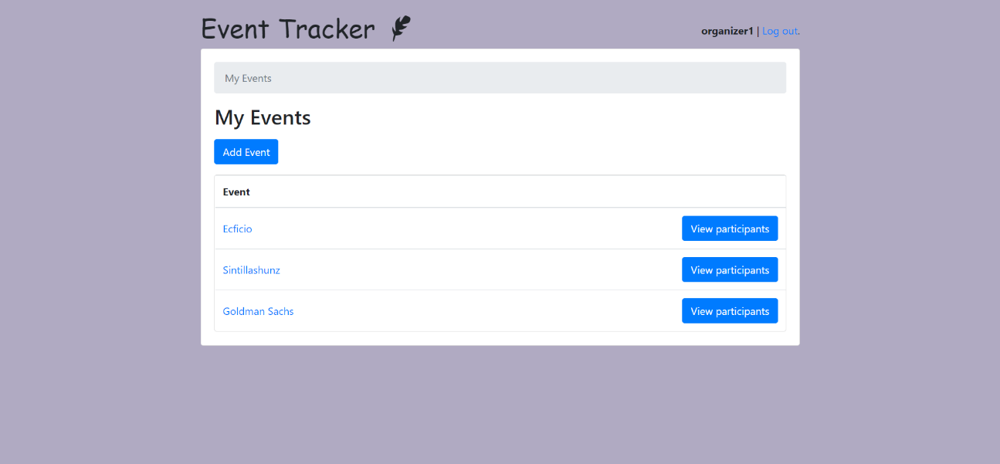 Event Tracker
organizer1 | Log out.
My Events
My Events
Add Event
Event
Ecficio View participants
Sintillashunz View participants
Goldman Sachs View participants